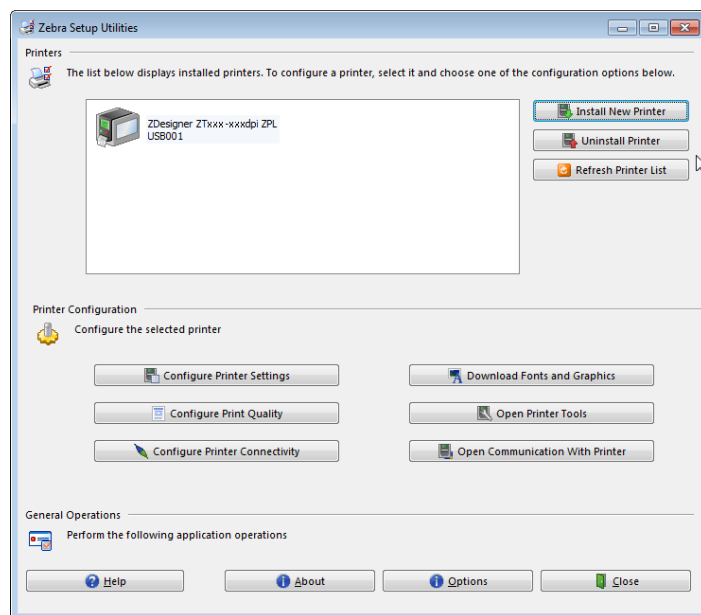 Zebra Setup Utilities
Printers
The list below displays installed printers. To configure a printer, select it and choose one of the configuration options below.
ZDesigner ZTxxx-xxxdpi ZPL
USB001
Install New Printer
Uninstall Printer
Refresh Printer List
Printer Configuration
Configure the selected printer
Configure Printer Settings
Download Fonts and Graphics
Configure Print Quality
Open Printer Tools
Configure Printer Connectivity
Open Communication With Printer
General Operations
Perform the following application operations
Help
About
Options
Close